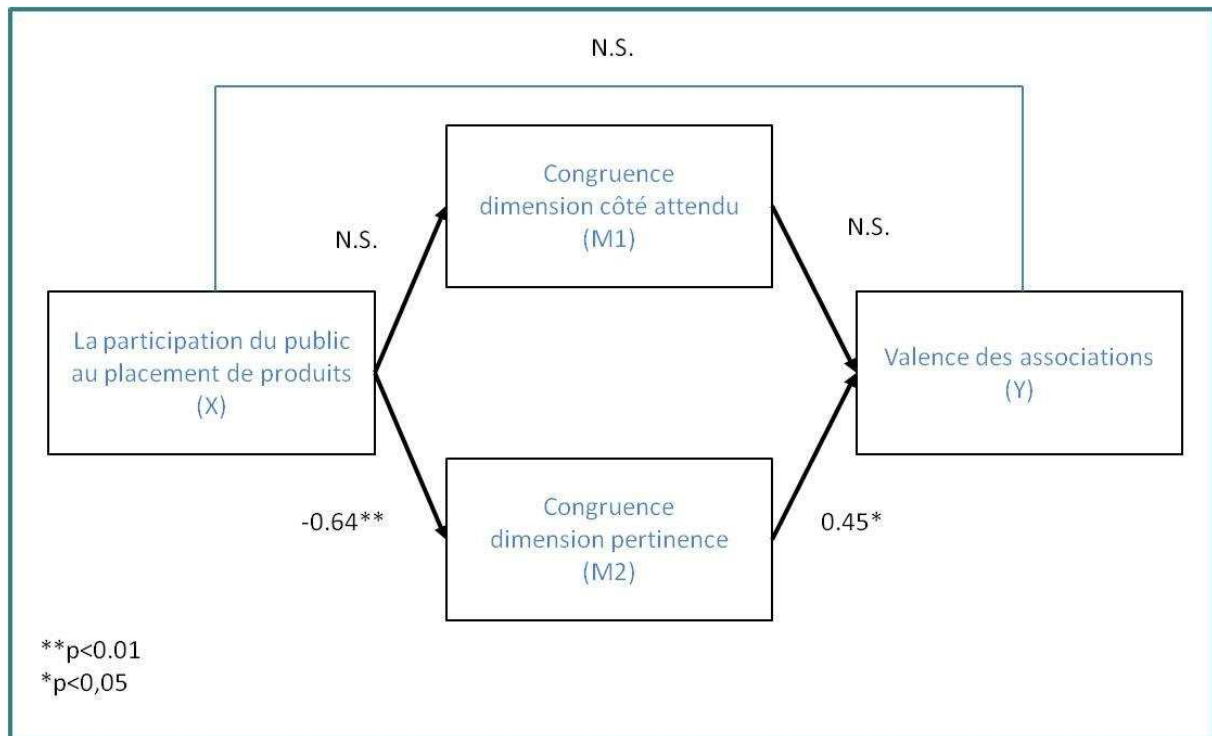 N.S.
Congruence
dimension côté attendu
(M1)
N.S.
N.S.
La participation du public
au placement de produits
(X)
Valence des associations
(Y)
Congruence
dimension pertinence
(M2)
-0.64**
0.45*
**p<0.01
*p<0,05